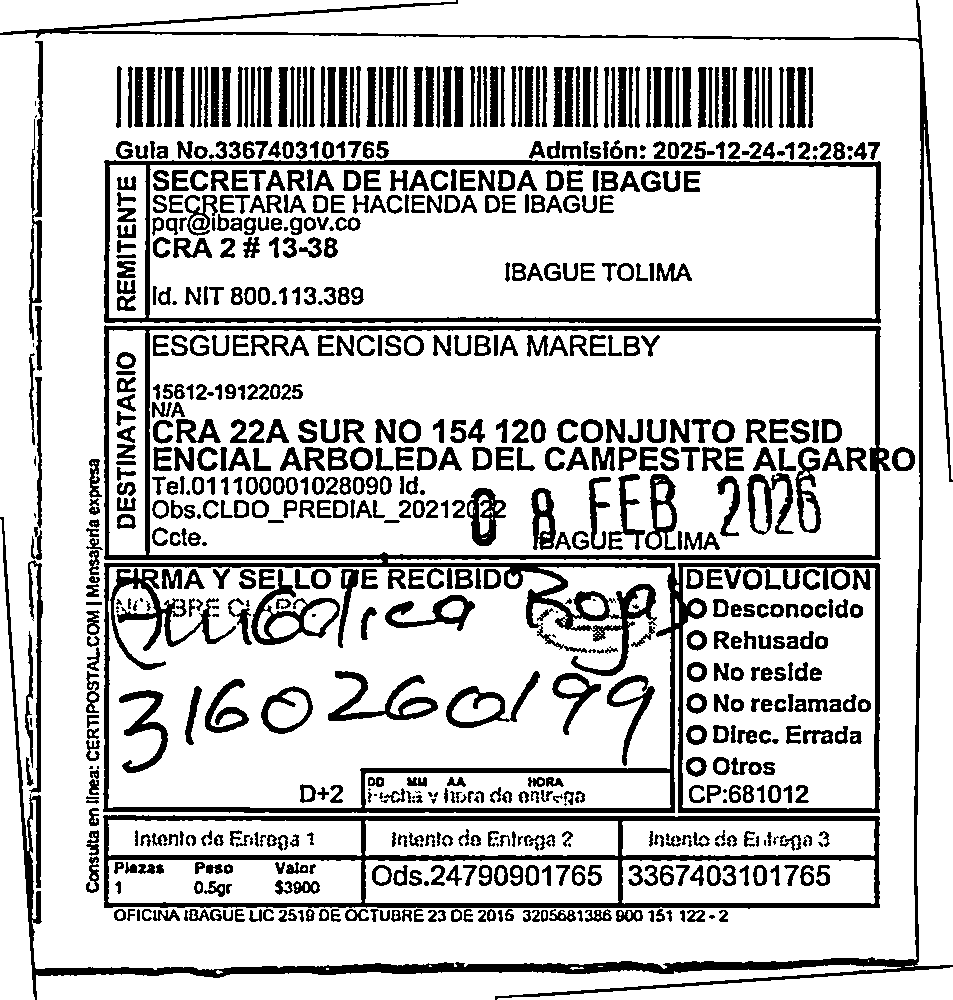 Guia No.3367403101765 Admisión: 2025-12-24-12:28:47
REMITENTE
SECRETARIA DE HACIENDA DE IBAGUE
SECRETARIA DE HACIENDA DE IBAGUE
pqr@ibague.gov.co
CRA 2 # 13-38
IBAGUE TOLIMA
Id. NIT 800.113.389
DESTINATARIO
ESGUERRA ENCISO NUBIA MARELBY
15612-19122025
N/A
CRA 22A SUR NO 154 120 CONJUNTO RESID
ENCIAL ARBOLEDA DEL CAMPESTRE ALGARRO
Tel.011100001028090 Id.
Obs.CLDO_PREDIAL_20212022
08 FEB 2026
Ccte. IBAGUE TOLIMA
FIRMA Y SELLO DE RECIBIDO
NOMBRE CLARO
3160260199
D+2
DD MM AA HORA
Fecha y hora de entrega
DEVOLUCION
Desconocido
Rehusado
No reside
No reclamado
Direc. Errada
Otros
CP:681012
Intento de Entrega 1 Intento de Entrega 2 Intento de Entrega 3
Piezas Peso Valor
1 0.5gr $3900
Ods.24790901765 3367403101765
OFICINA IBAGUE LIC 2519 DE OCTUBRE 23 DE 2015 3205681386 900 151 122 - 2
Consulta en línea: CERTIPOSTAL.COM | Mensajería expresa